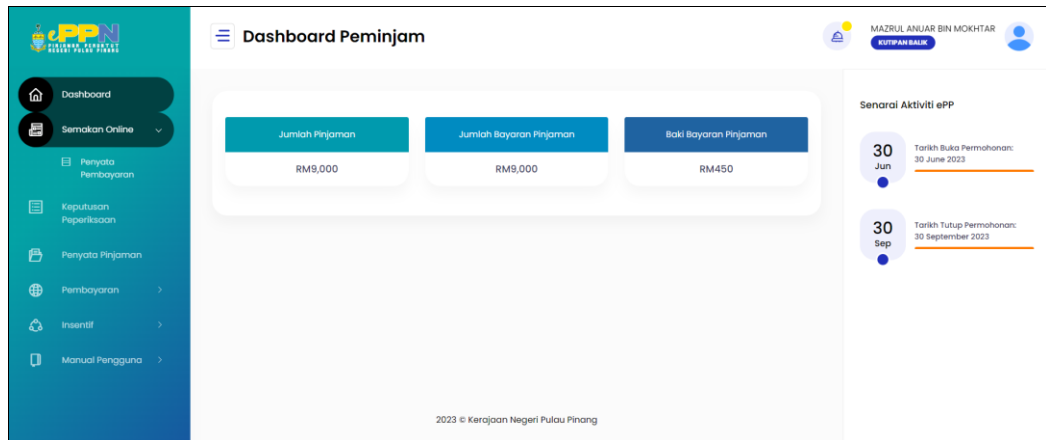 ePPN
PINJAMAN PENUNTUT
NEGERI PULAU PINANG
Dashboard Peminjam
MAZRUL ANUAR BIN MOKHTAR
KUTIPAN BALIK
Dashboard
Semakan Online
Penyata
Pembayaran
Keputusan
Peperiksaan
Penyata Pinjaman
Pembayaran
Insentif
Manual Pengguna
Jumlah Pinjaman
RM9,000
Jumlah Bayaran Pinjaman
RM9,000
Baki Bayaran Pinjaman
RM450
2023 © Kerajaan Negeri Pulau Pinang
Senarai Aktiviti ePP
30
Jun
Tarikh Buka Permohonan:
30 June 2023
30
Sep
Tarikh Tutup Permohonan:
30 September 2023